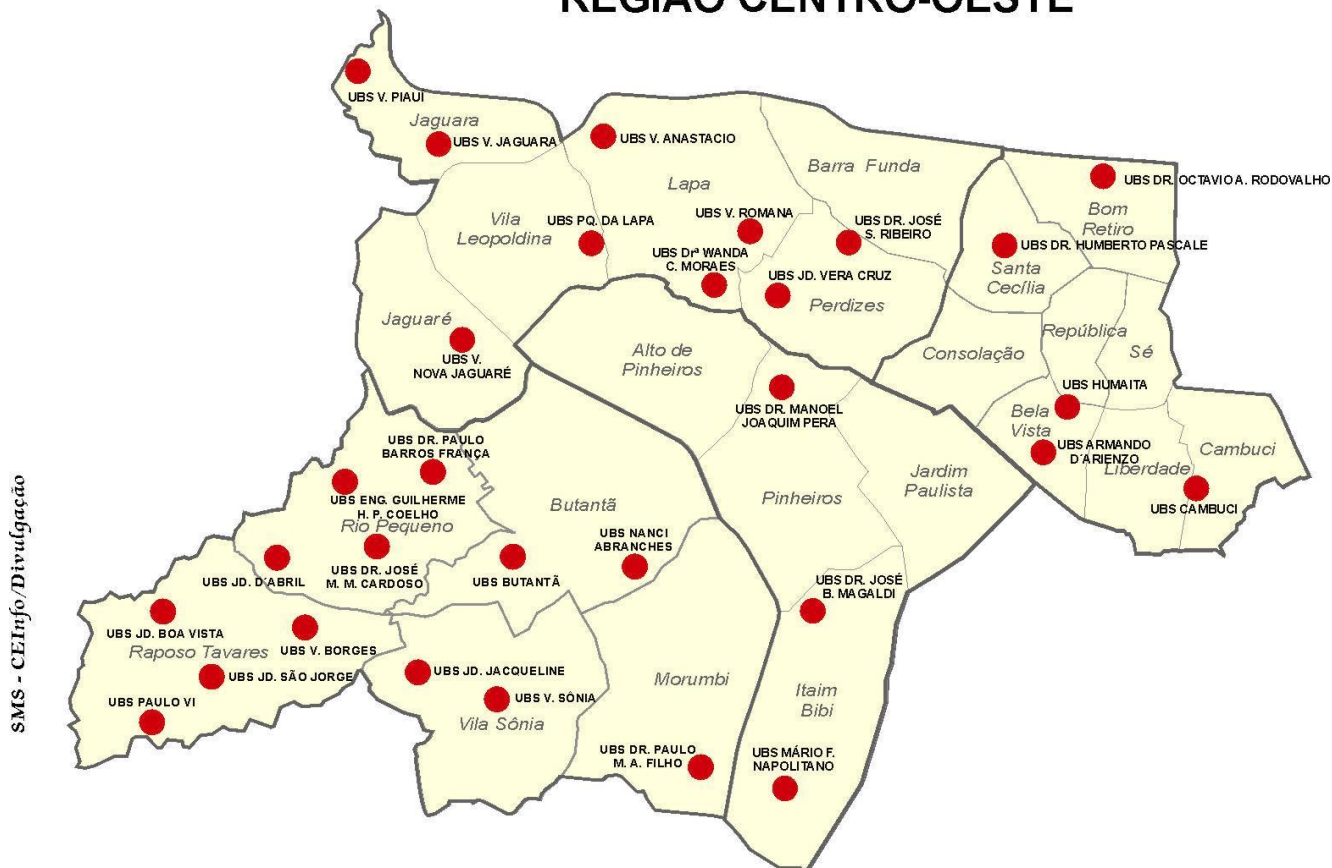 REGIÃO CENTRO-OESTE
UBS V. PIAUÍ
Jaguara
UBS V. JAGUARA
UBS V. ANASTACIO
Lapa
Barra Funda
UBS DR. OCTAVIO A. RODOVALHO
Bom
Retiro
Vila
Leopoldina
UBS PQ. DA LAPA
UBS V. ROMANA
UBS Drª WANDA
C. MORAES
UBS DR. JOSÉ
S. RIBEIRO
UBS JD. VERA CRUZ
Perdizes
UBS DR. HUMBERTO PASCALE
Santa
Cecília
Jaguaré
UBS V.
NOVA JAGUARÉ
Alto de
Pinheiros
Consolação
República
Sé
UBS DR. MANOEL
JOAQUIM PERA
UBS HUMAITA
Bela
Vista
UBS ARMANDO
D'ARIENZO
Liberdade
Cambuci
UBS CAMBUCI
UBS DR. PAULO
BARROS FRANÇA
UBS ENG. GUILHERME
H. P. COELHO
Rio Pequeno
Butantã
Pinheiros
Jardim
Paulista
UBS JD. D'ABRIL
UBS DR. JOSÉ
M. M. CARDOSO
UBS BUTANTÃ
UBS NANCI
ABRANCHES
UBS DR. JOSÉ
B. MAGALDI
UBS JD. BOA VISTA
Raposo Tavares
UBS V. BORGES
UBS JD. SÃO JORGE
UBS PAULO VI
UBS JD. JACQUELINE
UBS V. SÔNIA
Vila Sônia
Morumbi
Itaim
Bibi
UBS DR. PAULO
M. A. FILHO
UBS MÁRIO F.
NAPOLITANO
SMS - CEInfo/Divulgação